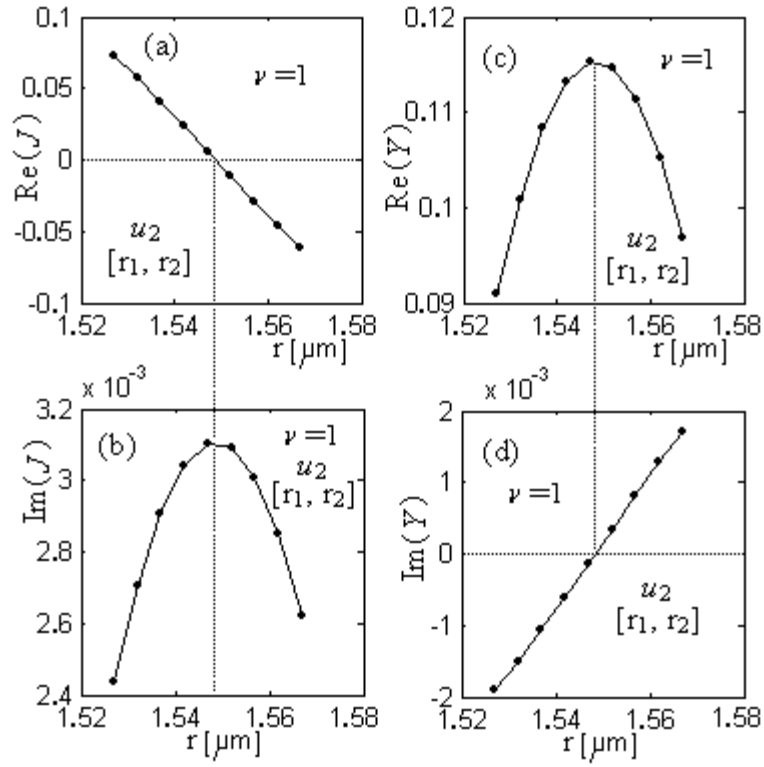 (a)
ν=1
Re(J)
0.1
0.05
0
-0.05
-0.1
u2
[r1, r2]
1.52 1.54 1.56 1.58
r [µm]
(c)
ν=1
Re(Y)
0.12
0.11
0.1
0.09
u2
[r1, r2]
1.52 1.54 1.56 1.58
r [µm]
x 10-3
(b)
ν=1
u2
[r1, r2]
Im(J)
3.2
3
2.8
2.6
2.4
1.52 1.54 1.56 1.58
r [µm]
x 10-3
(d)
ν=1
Im(Y)
2
1
0
-1
-2
u2
[r1, r2]
1.52 1.54 1.56 1.58
r [µm]